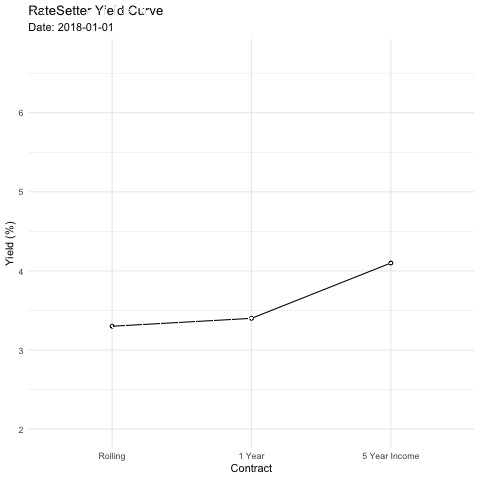 RateSetter Yield Curve
Date: 2018-01-01
6
5
4
3
2
Yield (%)
Rolling
1 Year
5 Year Income
Contract